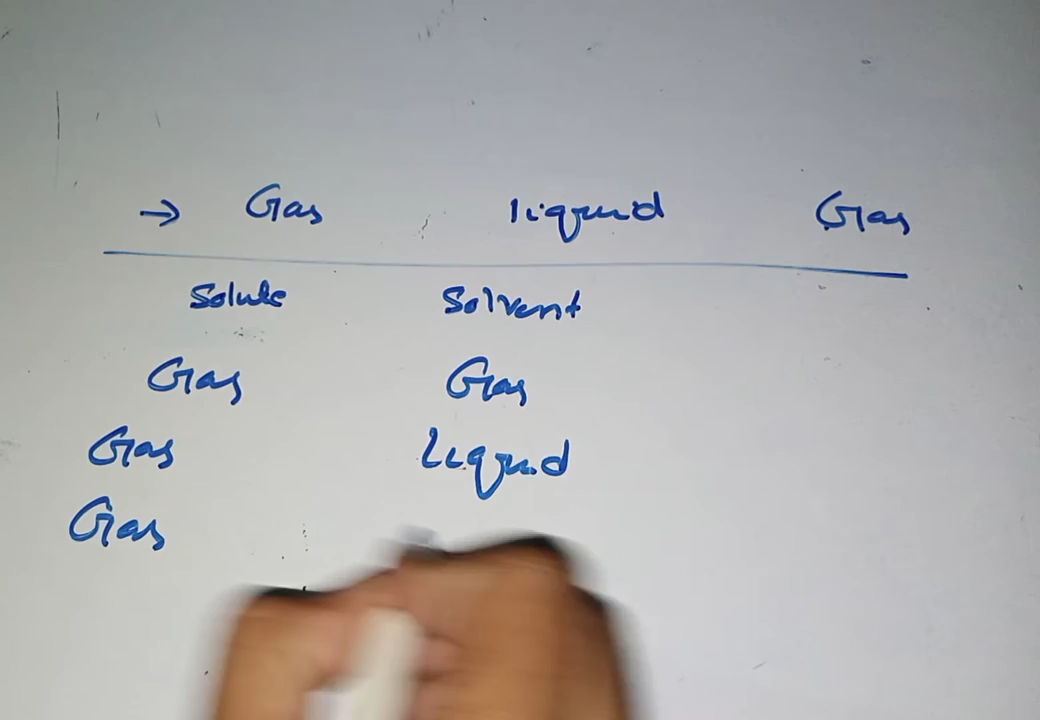 → Gas liquid Gas
Solute Solvent
Gas Gas
Gas liquid
Gas